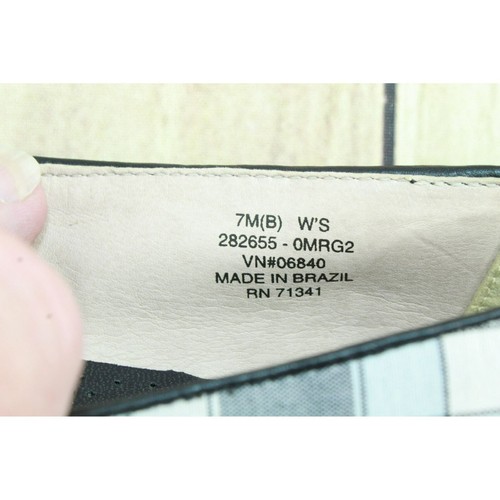 7M(B) W'S
282655 - 0MRG2
VN#06840
MADE IN BRAZIL
RN 71341